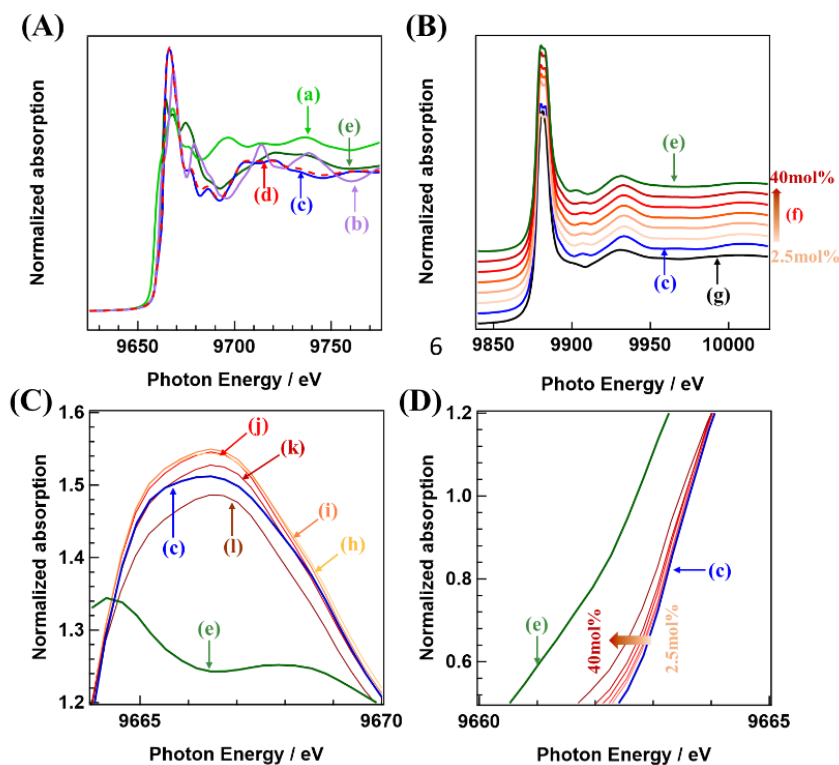 (A)
Normalized absorption
(a)
(e)
(d)
(c)
(b)
9650
9700
9750
Photon Energy / eV
(B)
Normalized absorption
(e)
40mol%
(f)
2.5mol%
(c)
(g)
6
9850
9900
9950
10000
Photo Energy / eV
(C)
Normalized absorption
1.6
1.5
1.4
1.3
1.2
(j)
(k)
(i)
(h)
(c)
(l)
(e)
9665
9670
Photon Energy / eV
(D)
Normalized absorption
1.2
1.0
0.8
0.6
(c)
(e)
40mol%
2.5mol%
9660
9665
Photon Energy / eV